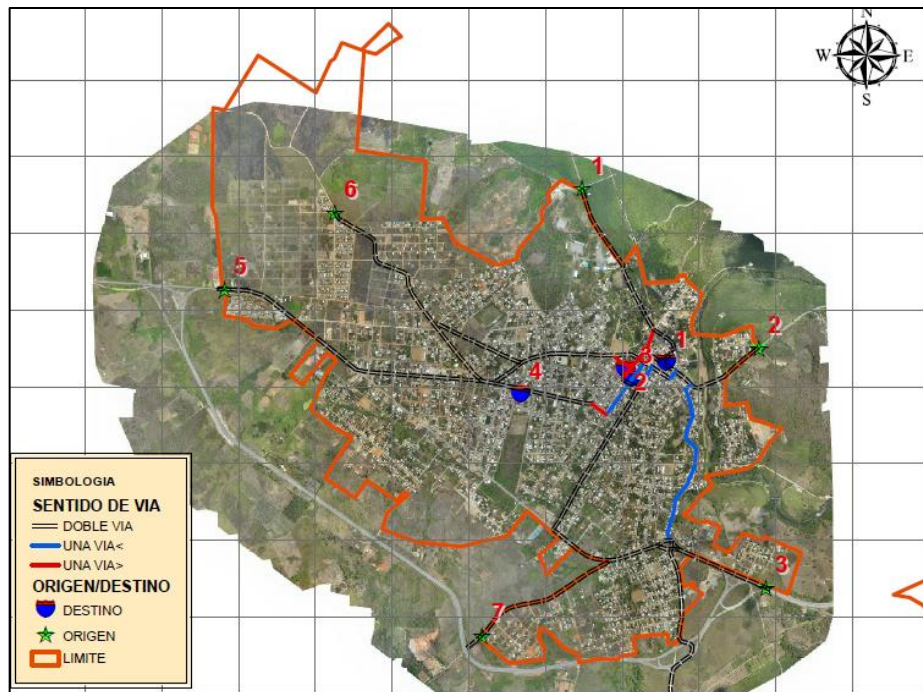 N
W E
S
1
6
5
2
1
3
4
2
3
7
SIMBOLOGIA
SENTIDO DE VIA
DOBLE VIA
UNA VIA<
UNA VIA>
ORIGEN/DESTINO
DESTINO
ORIGEN
LIMITE